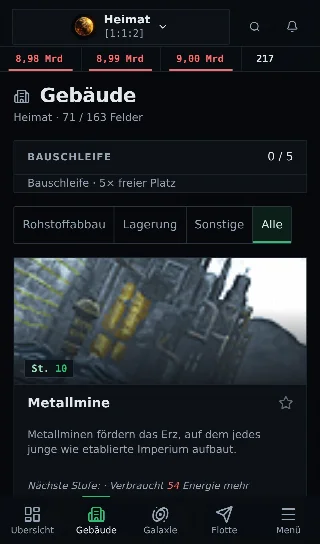 Heimat
[1:1:2]
8,98 Mrd 8,99 Mrd 9,00 Mrd 217
Gebäude
Heimat · 71 / 163 Felder
BAUSCHLEIFE 0 / 5
Bauschleife · 5× freier Platz
Rohstoffabbau Lagerung Sonstige Alle
St. 10
Metallmine
Metallminen fördern das Erz, auf dem jedes
junge wie etablierte Imperium aufbaut.
Nächste Stufe: · Verbraucht 54 Energie mehr
Übersicht Gebäude Galaxie Flotte Menü